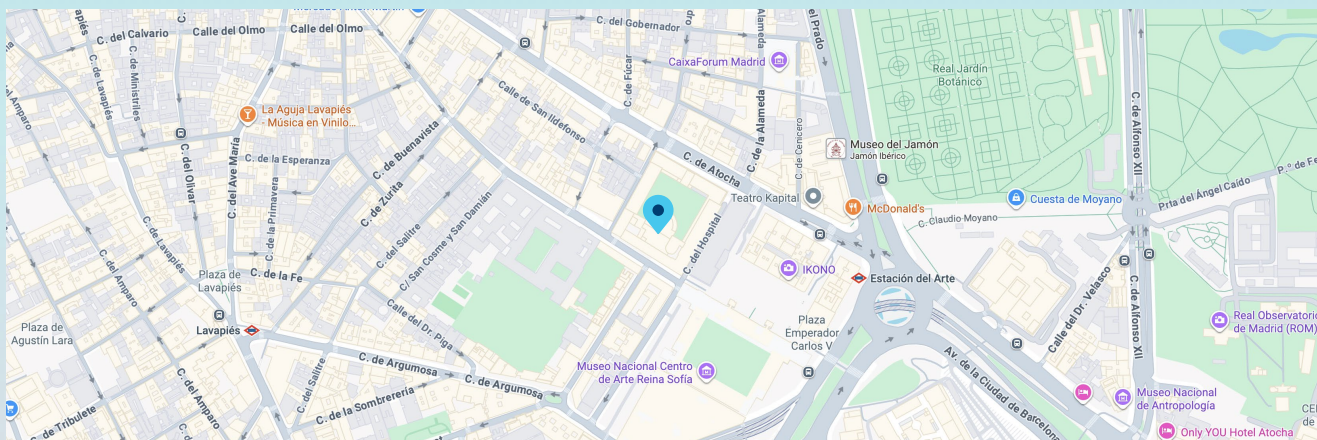 C. del Gobernador
C. del Calvario
Calle del Olmo
Calle del Olmo
C. de Ministriles
C. de Lavapiés
CaixaForum Madrid
Alameda
el Prado
C. de Fúcar
Real Jardín
Botánico
La Aguja Lavapiés
- Música en Vinilo...
Calle de San Ildefonso
C. de Buenavista
C. de la Esperanza
C. del Olivar
C. del Ave María
C. de la Primavera
C. de Zurita
C. de Atocha
C. de la Alameda
C. de Cenicero
Museo del Jamón
Jamón Ibérico
C. de Alfonso XII
P.º de Fe
Prta del Ángel Caído
Teatro Kapital
McDonald's
Cuesta de Moyano
C. Claudio Moyano
el Amparo
C. de Lavapiés
C. del Salitre
C/ San Cosme y San Damián
C. del Hospital
Plaza de
Lavapiés
C. de la Fe
C. del Amparo
IKONO
Estación del Arte
Calle del Dr. Velasco
C. de Alfonso XII
Plaza de
Agustín Lara
Lavapiés
Calle del Dr. Piga
Plaza
Emperador
Carlos V
Real Observatorio
de Madrid (ROM)
C. de Argumosa
C. de Argumosa
C. del Salitre
Museo Nacional Centro
de Arte Reina Sofía
Av. de la Ciudad de Barcelon
C. de Tribulete
C. del Amparo
C. de la Sombrerería
Museo Nacional
de Antropología
Only YOU Hotel Atocha